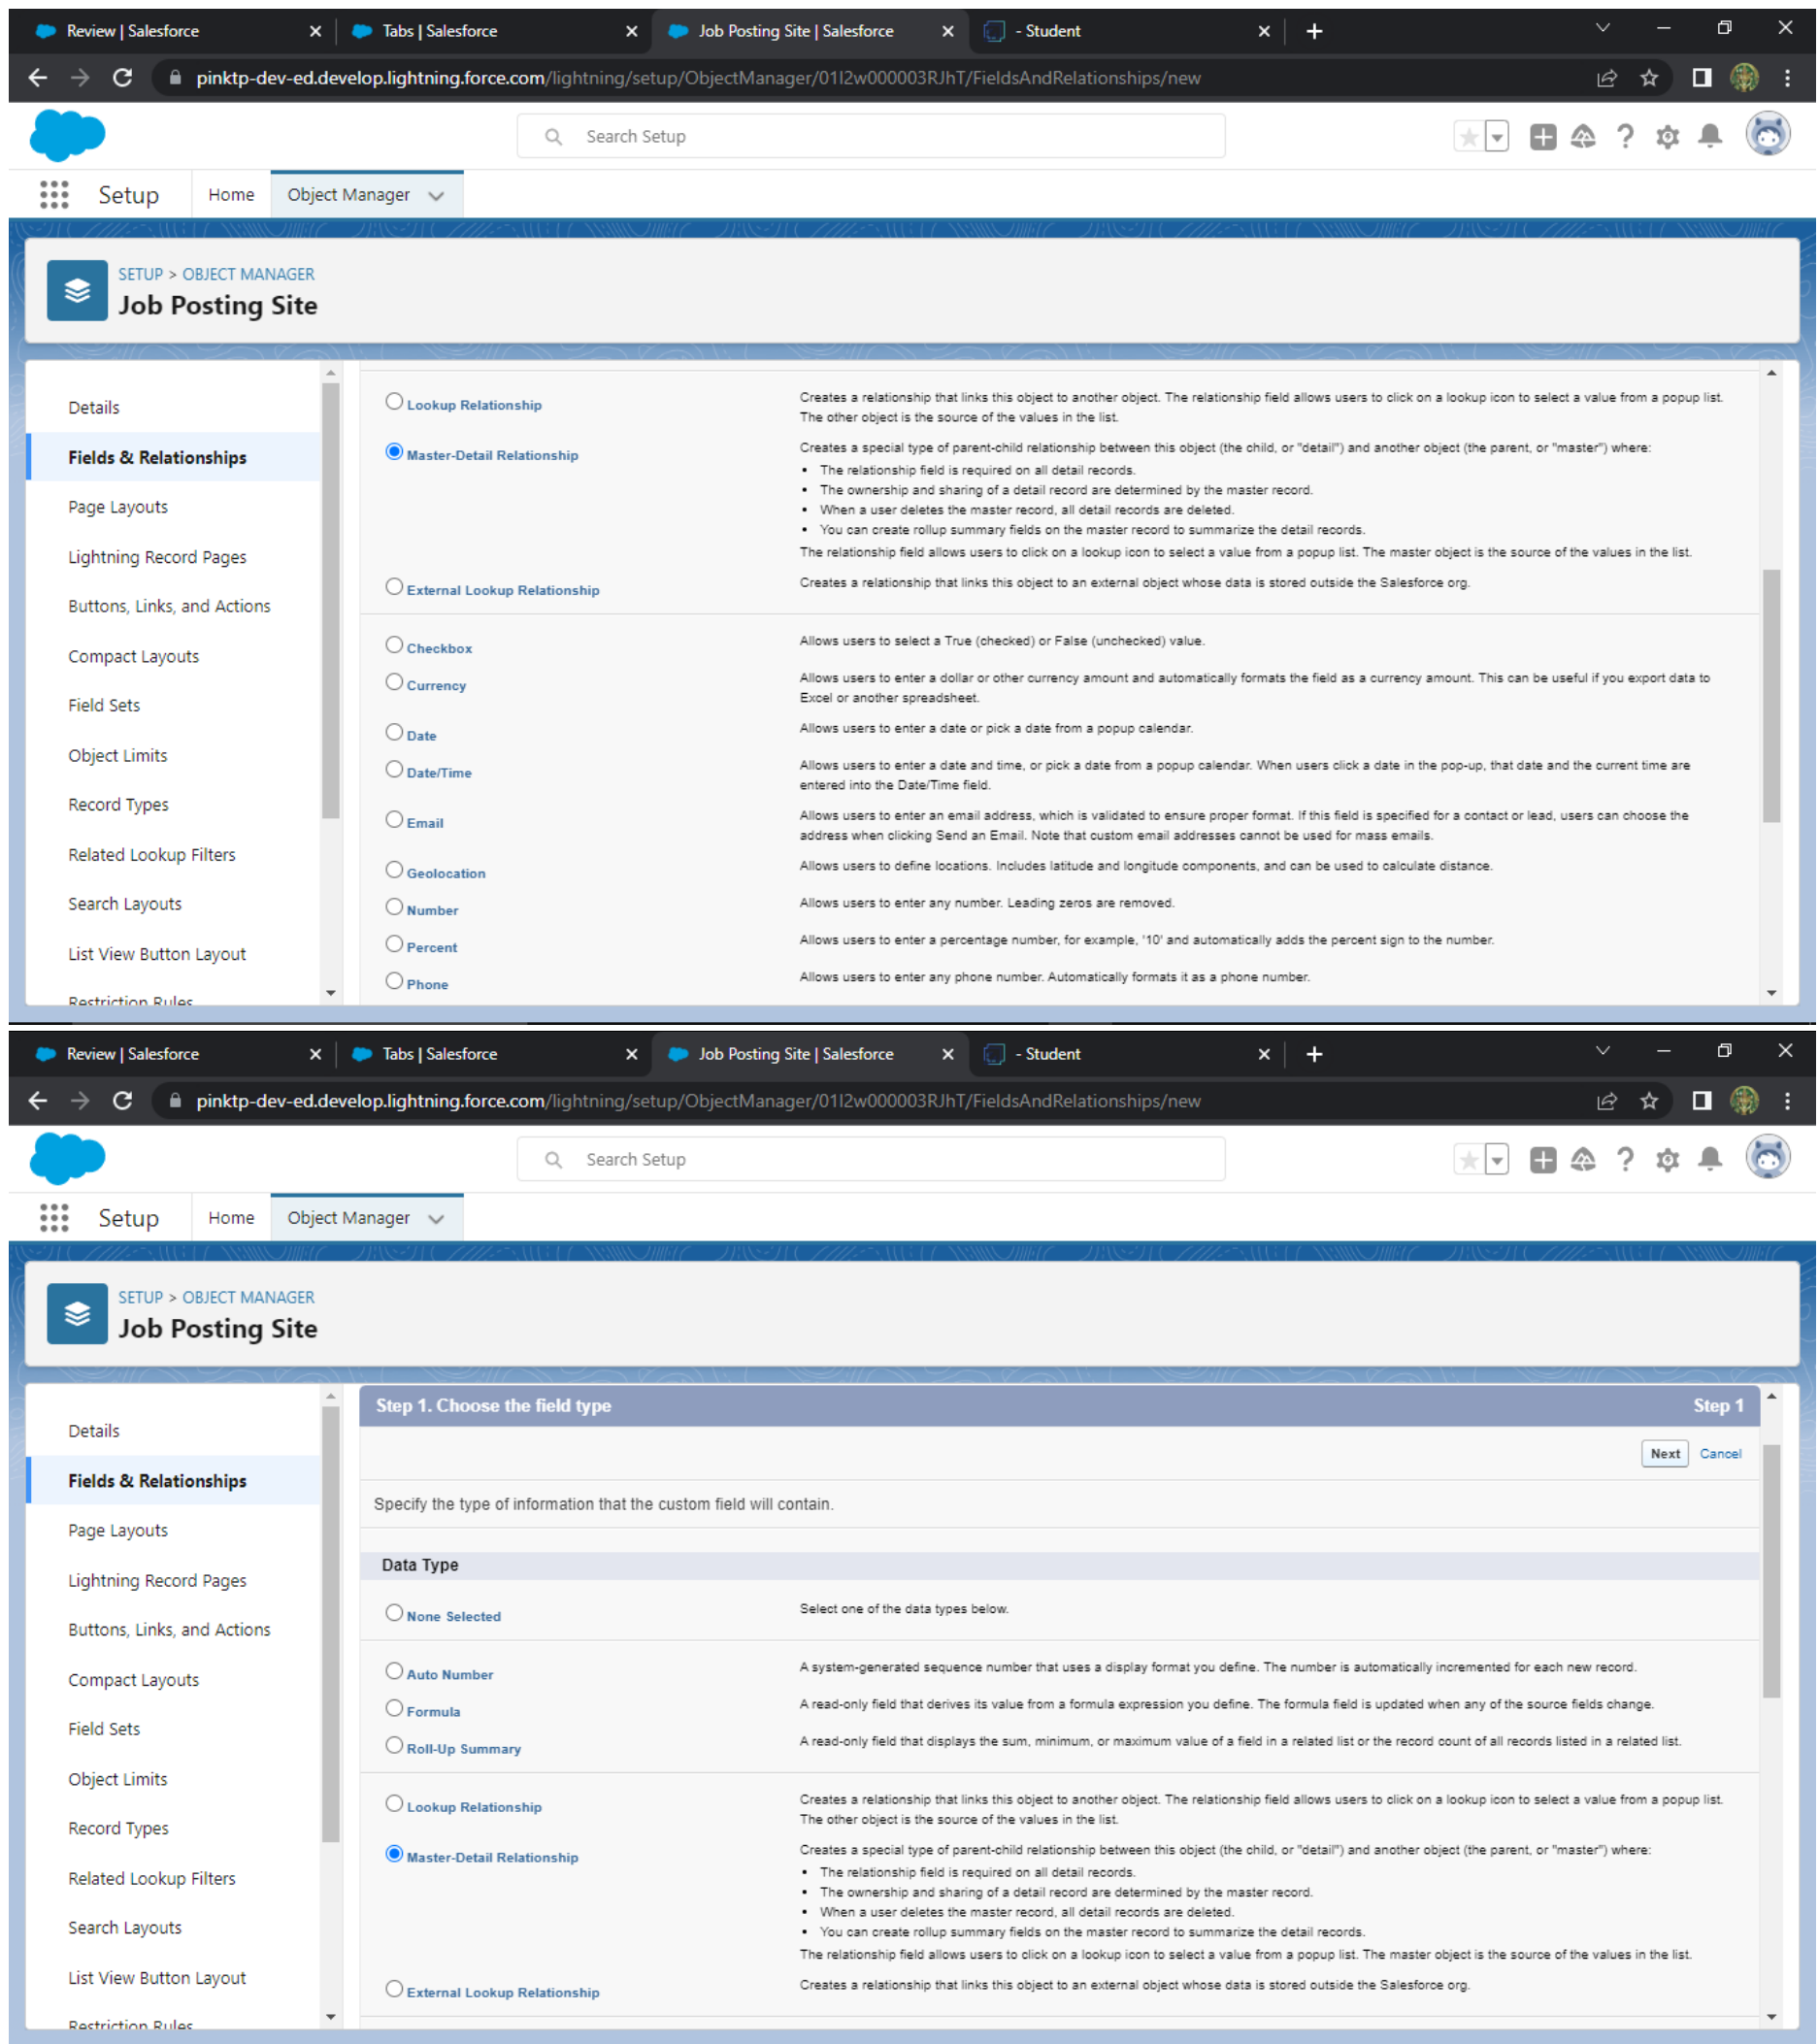 Review | Salesforce
Tabs | Salesforce
Job Posting Site | Salesforce
- Student
pinktp-dev-ed.develop.lightning.force.com/lightning/setup/ObjectManager/01I2w000003RJhT/FieldsAndRelationships/new
Search Setup
Setup
Home
Object Manager
SETUP > OBJECT MANAGER
Job Posting Site
Details
Fields & Relationships
Page Layouts
Lightning Record Pages
Buttons, Links, and Actions
Compact Layouts
Field Sets
Object Limits
Record Types
Related Lookup Filters
Search Layouts
List View Button Layout
Restriction Rules
Lookup Relationship
Creates a relationship that links this object to another object. The relationship field allows users to click on a lookup icon to select a value from a popup list.
The other object is the source of the values in the list.
Master-Detail Relationship
Creates a special type of parent-child relationship between this object (the child, or "detail") and another object (the parent, or "master") where:
• The relationship field is required on all detail records.
• The ownership and sharing of a detail record are determined by the master record.
• When a user deletes the master record, all detail records are deleted.
• You can create rollup summary fields on the master record to summarize the detail records.
The relationship field allows users to click on a lookup icon to select a value from a popup list. The master object is the source of the values in the list.
External Lookup Relationship
Creates a relationship that links this object to an external object whose data is stored outside the Salesforce org.
Checkbox
Allows users to select a True (checked) or False (unchecked) value.
Currency
Allows users to enter a dollar or other currency amount and automatically formats the field as a currency amount. This can be useful if you export data to
Excel or another spreadsheet.
Date
Allows users to enter a date or pick a date from a popup calendar.
Date/Time
Allows users to enter a date and time, or pick a date from a popup calendar. When users click a date in the pop-up, that date and the current time are
entered into the Date/Time field.
Email
Allows users to enter an email address, which is validated to ensure proper format. If this field is specified for a contact or lead, users can choose the
address when clicking Send an Email. Note that custom email addresses cannot be used for mass emails.
Geolocation
Allows users to define locations. Includes latitude and longitude components, and can be used to calculate distance.
Number
Allows users to enter any number. Leading zeros are removed.
Percent
Allows users to enter a percentage number, for example, '10' and automatically adds the percent sign to the number.
Phone
Allows users to enter any phone number. Automatically formats it as a phone number.
Review | Salesforce
Tabs | Salesforce
Job Posting Site | Salesforce
- Student
pinktp-dev-ed.develop.lightning.force.com/lightning/setup/ObjectManager/01I2w000003RJhT/FieldsAndRelationships/new
Search Setup
Setup
Home
Object Manager
SETUP > OBJECT MANAGER
Job Posting Site
Details
Fields & Relationships
Page Layouts
Lightning Record Pages
Buttons, Links, and Actions
Compact Layouts
Field Sets
Object Limits
Record Types
Related Lookup Filters
Search Layouts
List View Button Layout
Restriction Rules
Step 1. Choose the field type
Step 1
Next
Cancel
Specify the type of information that the custom field will contain.
Data Type
None Selected
Select one of the data types below.
Auto Number
A system-generated sequence number that uses a display format you define. The number is automatically incremented for each new record.
Formula
A read-only field that derives its value from a formula expression you define. The formula field is updated when any of the source fields change.
Roll-Up Summary
A read-only field that displays the sum, minimum, or maximum value of a field in a related list or the record count of all records listed in a related list.
Lookup Relationship
Creates a relationship that links this object to another object. The relationship field allows users to click on a lookup icon to select a value from a popup list.
The other object is the source of the values in the list.
Master-Detail Relationship
Creates a special type of parent-child relationship between this object (the child, or "detail") and another object (the parent, or "master") where:
• The relationship field is required on all detail records.
• The ownership and sharing of a detail record are determined by the master record.
• When a user deletes the master record, all detail records are deleted.
• You can create rollup summary fields on the master record to summarize the detail records.
The relationship field allows users to click on a lookup icon to select a value from a popup list. The master object is the source of the values in the list.
External Lookup Relationship
Creates a relationship that links this object to an external object whose data is stored outside the Salesforce org.